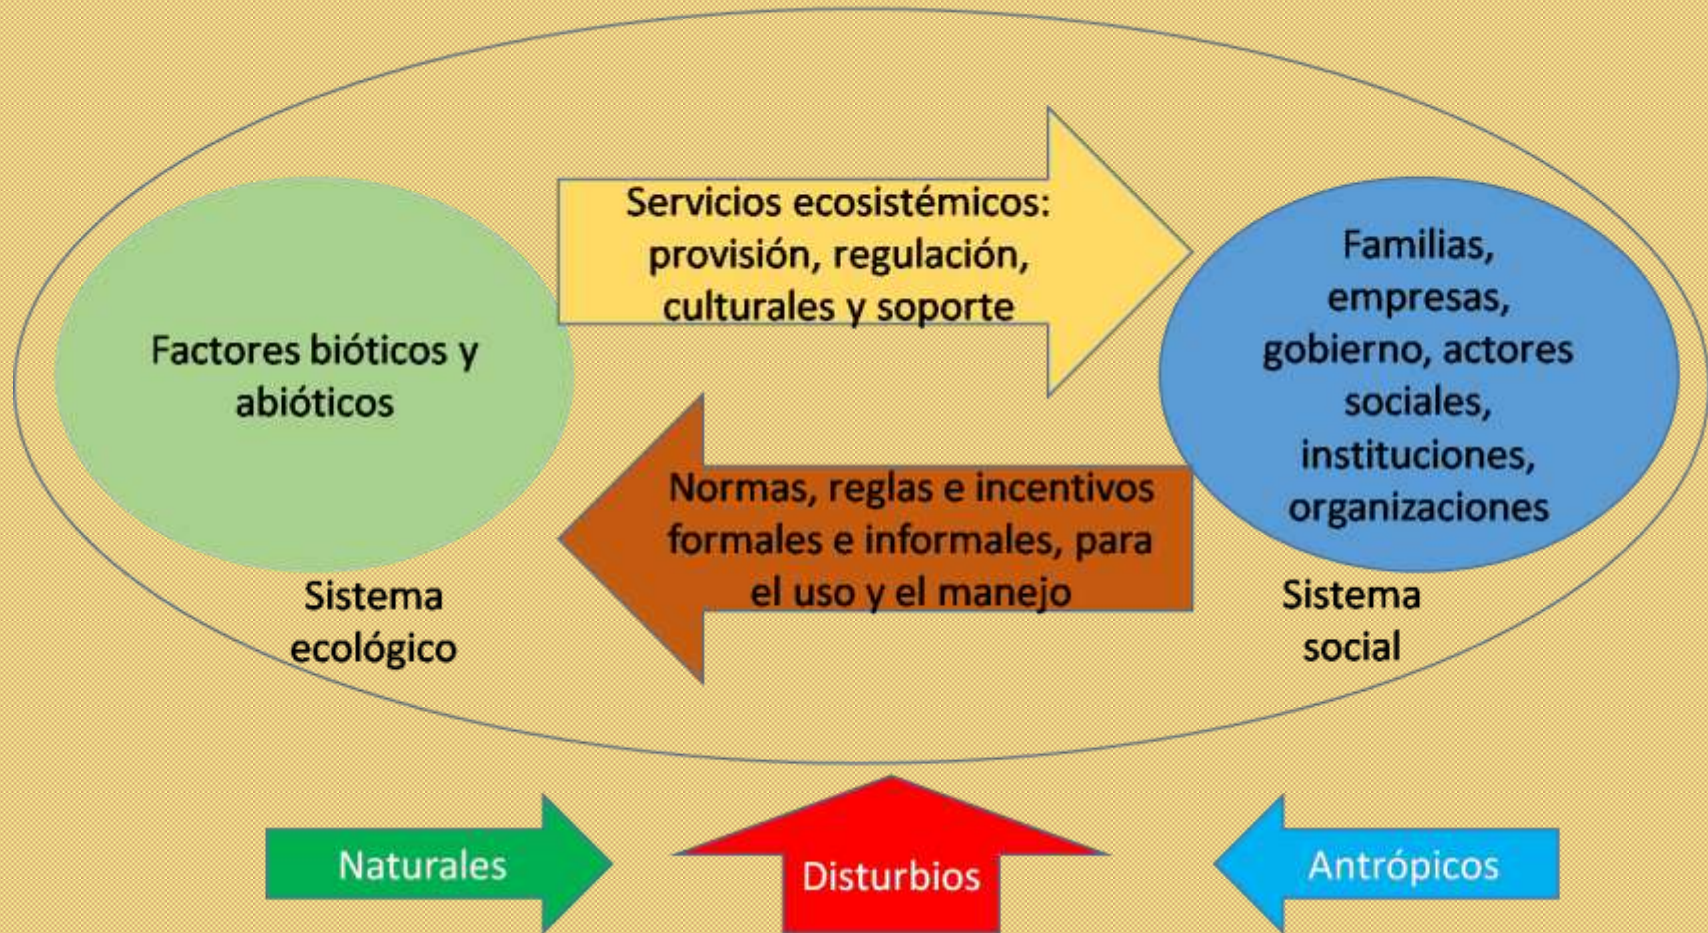 Servicios ecosistémicos:
provisión, regulación,
culturales y soporte
Factores bióticos y
abióticos
Familias,
empresas,
gobierno, actores
sociales,
instituciones,
organizaciones
Normas, reglas e incentivos
formales e informales, para
el uso y el manejo
Sistema
ecológico
Sistema
social
Naturales
Disturbios
Antrópicos